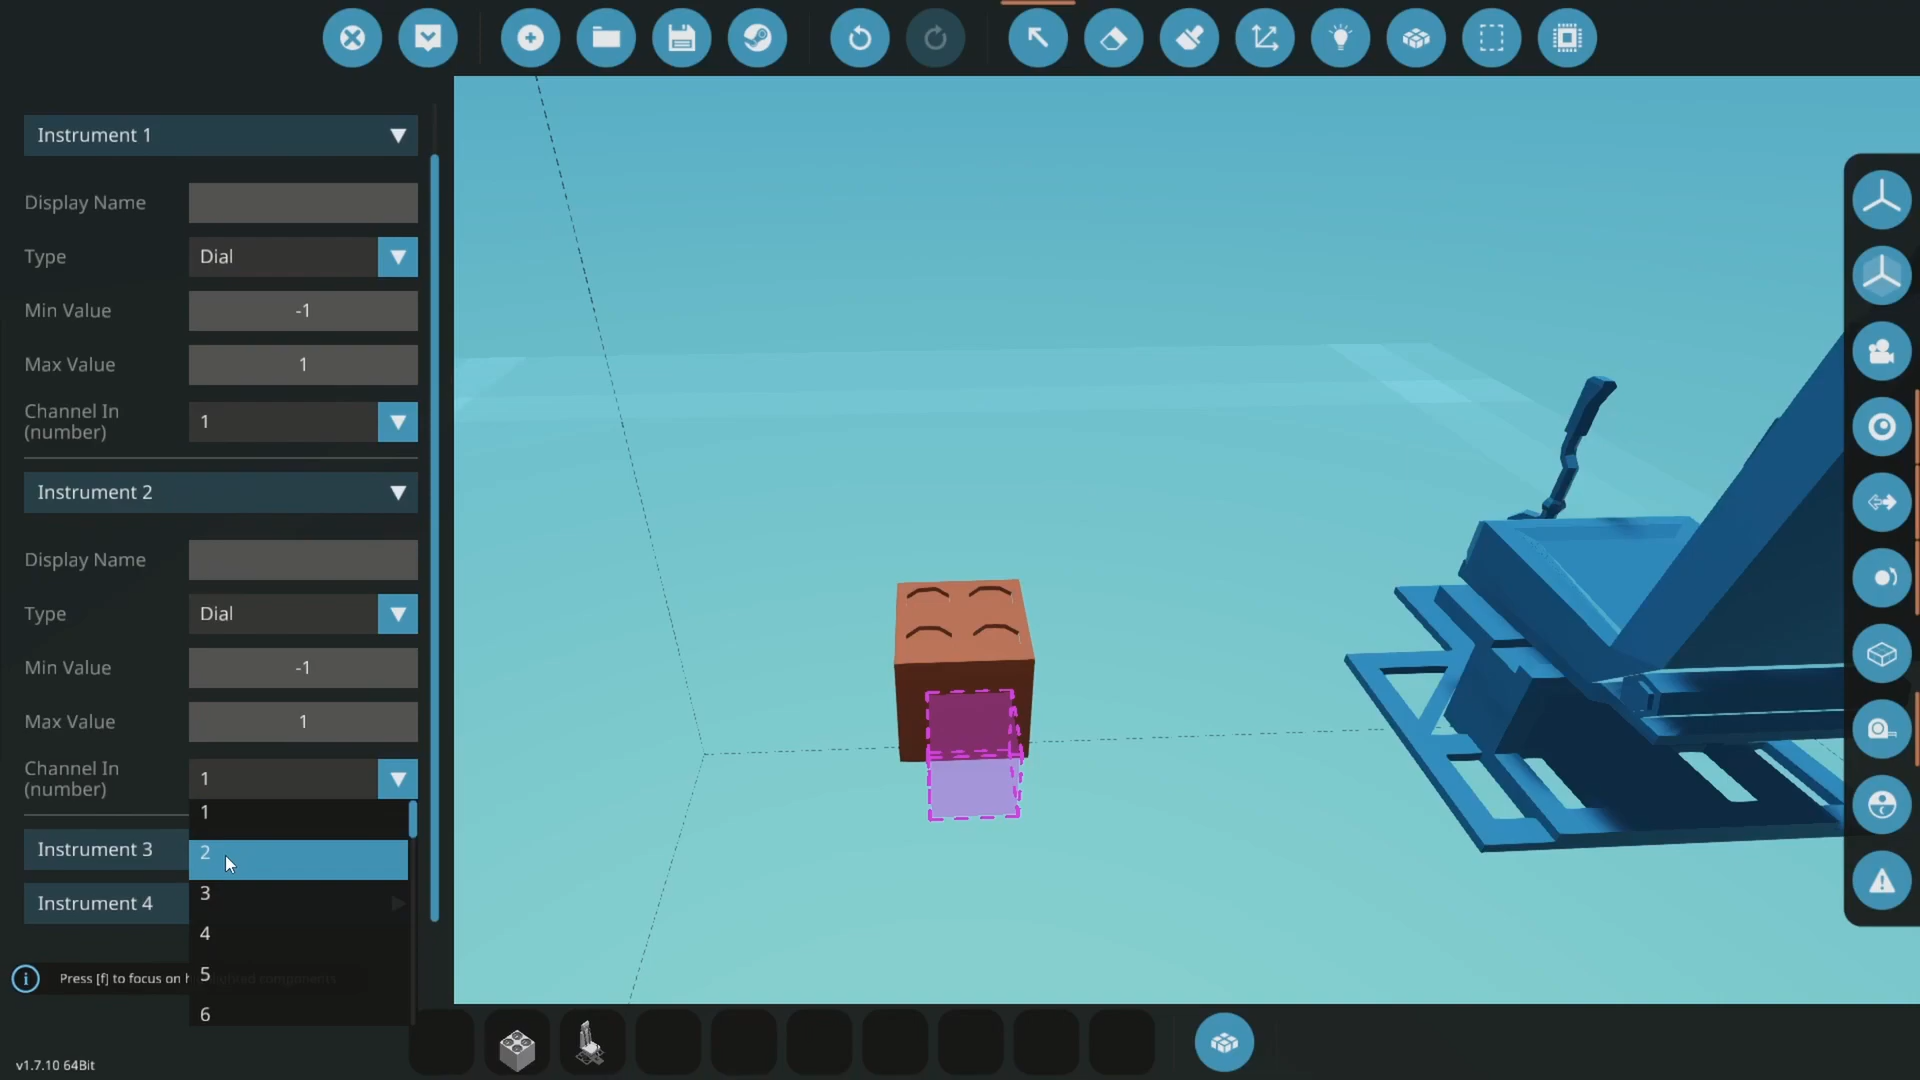 Instrument 1
Display Name
Type Dial
Min Value -1
Max Value 1
Channel In
(number) 1
Instrument 2
Display Name
Type Dial
Min Value -1
Max Value 1
Channel In
(number) 1
1
Instrument 3
2
3
Instrument 4
4
5
Press [f] to focus on h components
6
v1.7.10 64Bit